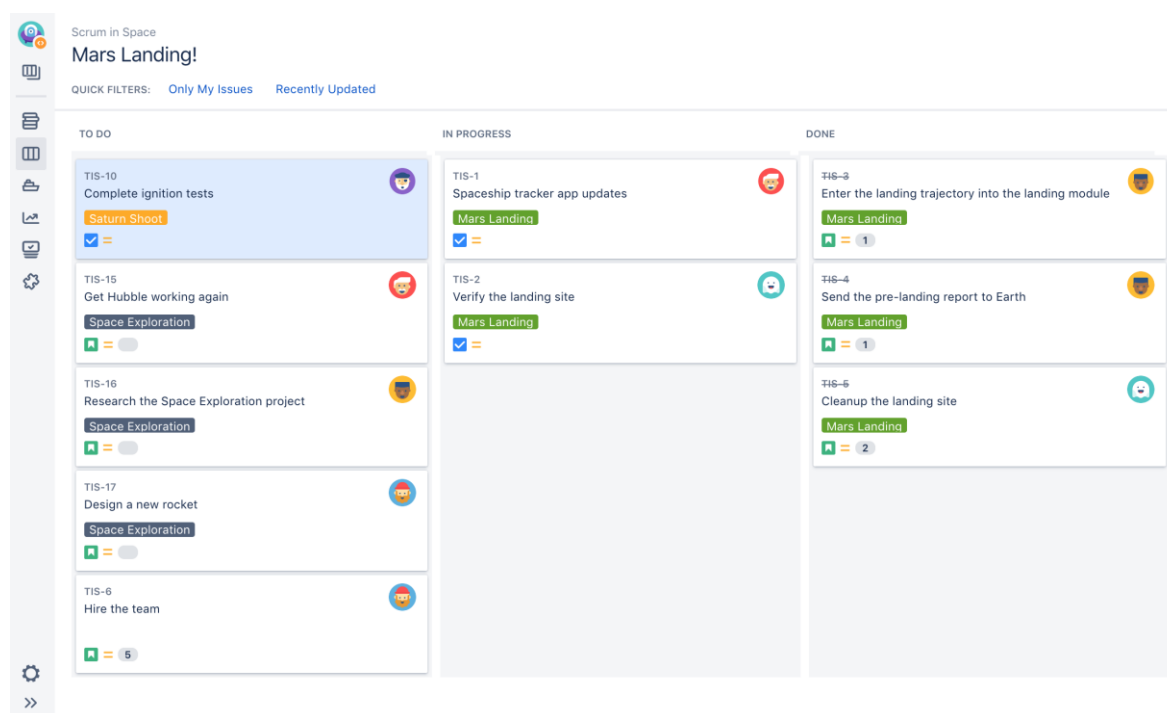 Scrum in Space
Mars Landing!
QUICK FILTERS: Only My Issues Recently Updated
TO DO
TIS-10
Complete ignition tests
Saturn Shoot
TIS-15
Get Hubble working again
Space Exploration
TIS-16
Research the Space Exploration project
Space Exploration
TIS-17
Design a new rocket
Space Exploration
TIS-6
Hire the team
5
IN PROGRESS
TIS-1
Spaceship tracker app updates
Mars Landing
TIS-2
Verify the landing site
Mars Landing
DONE
TIS-3
Enter the landing trajectory into the landing module
Mars Landing
1
TIS-4
Send the pre-landing report to Earth
Mars Landing
1
TIS-5
Cleanup the landing site
Mars Landing
2